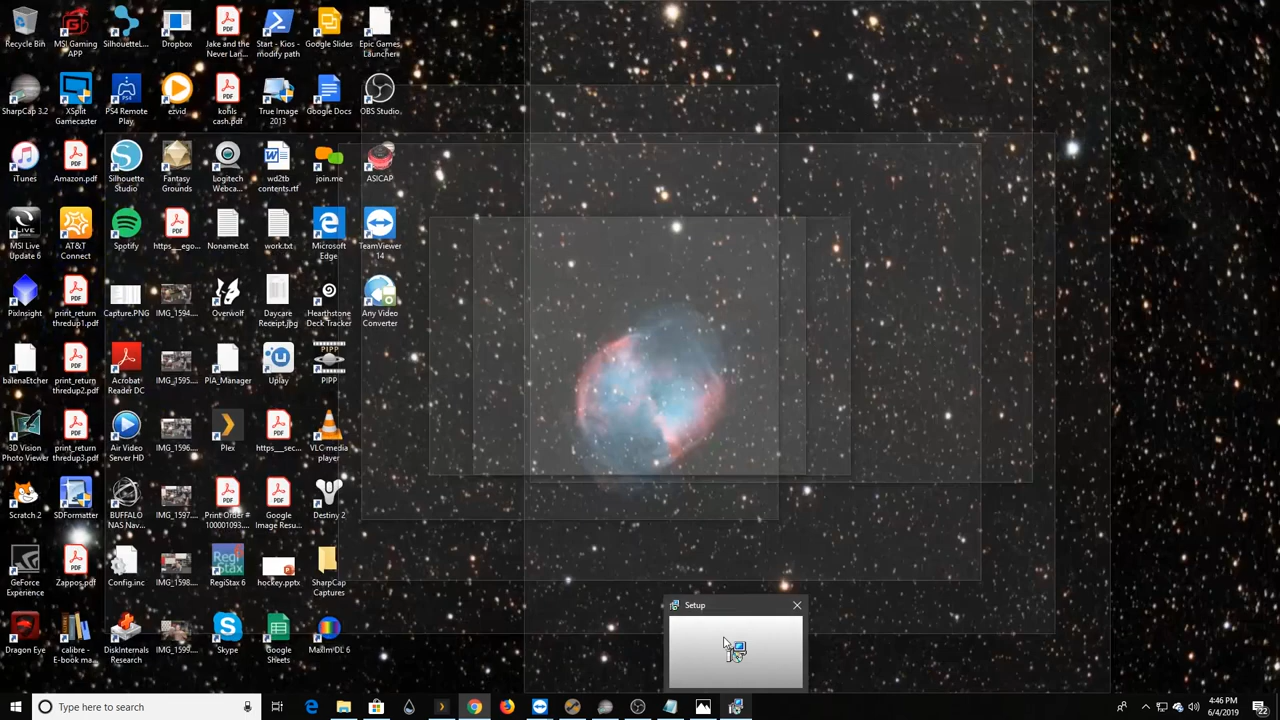 Recycle Bin
MSI Gaming
APP
SilhouetteL...
Dropbox
Jake and the
Never Lan...
Start - Kios -
modify path
Google Slides
Epic Games
Launcher
SharpCap 3.2
XSplit
Gamecaster
PS4 Remote
Play
ezvid
kohls
cash.pdf
True Image
2013
Google Docs
OBS Studio
iTunes
Amazon.pdf
Silhouette
Studio
Fantasy
Grounds
Logitech
Webca...
wd2tb
contents.rtf
join.me
ASICAP
MSI Live
Update 6
AT&T
Connect
Spotify
https__ego...
Noname.txt
work.txt
Microsoft
Edge
TeamViewer
14
PixInsight
print_return
thredup1.pdf
Capture.PNG
IMG_1594....
Overwolf
Daycare
Receipt.jpg
Hearthstone
Deck Tracker
Any Video
Converter
balenaEtcher
print_return
thredup2.pdf
Acrobat
Reader DC
IMG_1595....
PIA_Manager
Uplay
PIPP
3D Vision
Photo Viewer
print_return
thredup3.pdf
Air Video
Server HD
IMG_1596....
Plex
https__sec...
VLC media
player
Scratch 2
SDFormatter
BUFFALO
NAS Nav...
IMG_1597....
Print Order #
100001093....
Google
Image Resu...
Destiny 2
GeForce
Experience
Zappos.pdf
Config.inc
IMG_1598....
RegiStax 6
hockey.pptx
SharpCap
Captures
Dragon Eye
calibre -
E-book ma...
DiskInternals
Research
IMG_1599....
Skype
Google
Sheets
MaxIm DL 6
Setup
Type here to search
4:46 PM
6/4/2019
22